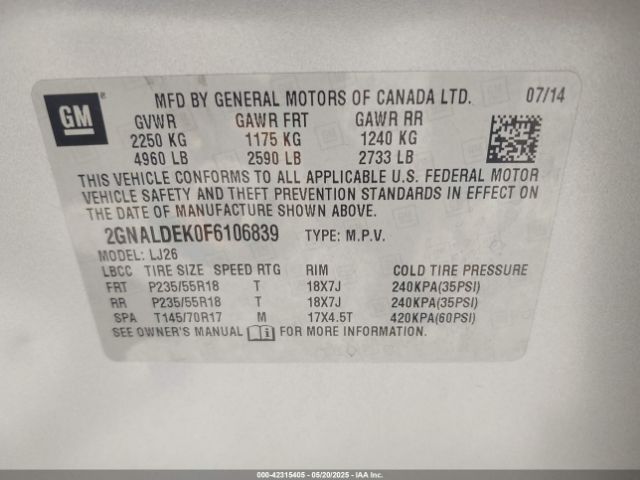 GM
MFD BY GENERAL MOTORS OF CANADA LTD. 07/14
GVWR GAWR FRT GAWR RR
2250 KG 1175 KG 1240 KG
4960 LB 2590 LB 2733 LB
THIS VEHICLE CONFORMS TO ALL APPLICABLE U.S. FEDERAL MOTOR
VEHICLE SAFETY AND THEFT PREVENTION STANDARDS IN EFFECT ON
THE DATE OF MANUFACTURE SHOWN ABOVE.
2GNALDEK0F6106839 TYPE: M.P.V.
MODEL: LJ26
LBCC TIRE SIZE SPEED RTG RIM COLD TIRE PRESSURE
FRT P235/55R18 T 18X7J 240KPA(35PSI)
RR P235/55R18 T 18X7J 240KPA(35PSI)
SPA T145/70R17 M 17X4.5T 420KPA(60PSI)
SEE OWNER'S MANUAL FOR MORE INFORMATION.
000-42315405 - 05/20/2025 - IAAI.com